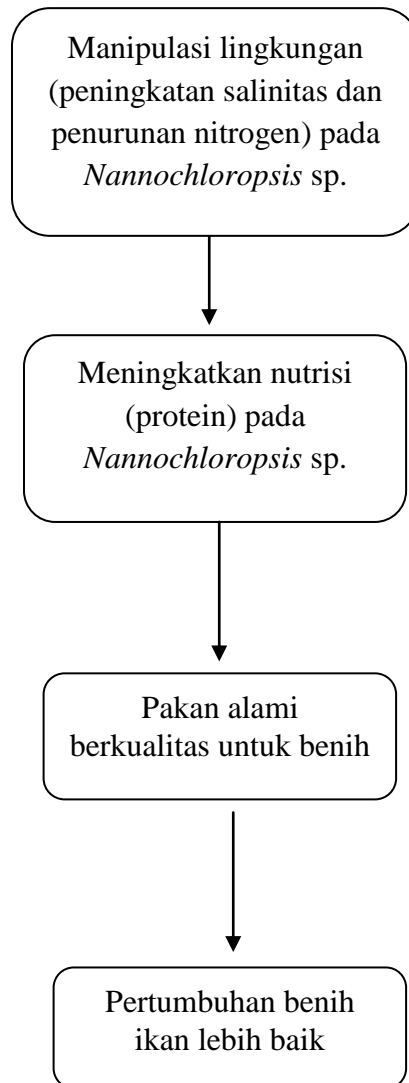 Manipulasi lingkungan
(peningkatan salinitas dan
penurunan nitrogen) pada
Nannochloropsis sp.
Meningkatkan nutrisi
(protein) pada
Nannochloropsis sp.
Pakan alami
berkualitas untuk benih
Pertumbuhan benih
ikan lebih baik